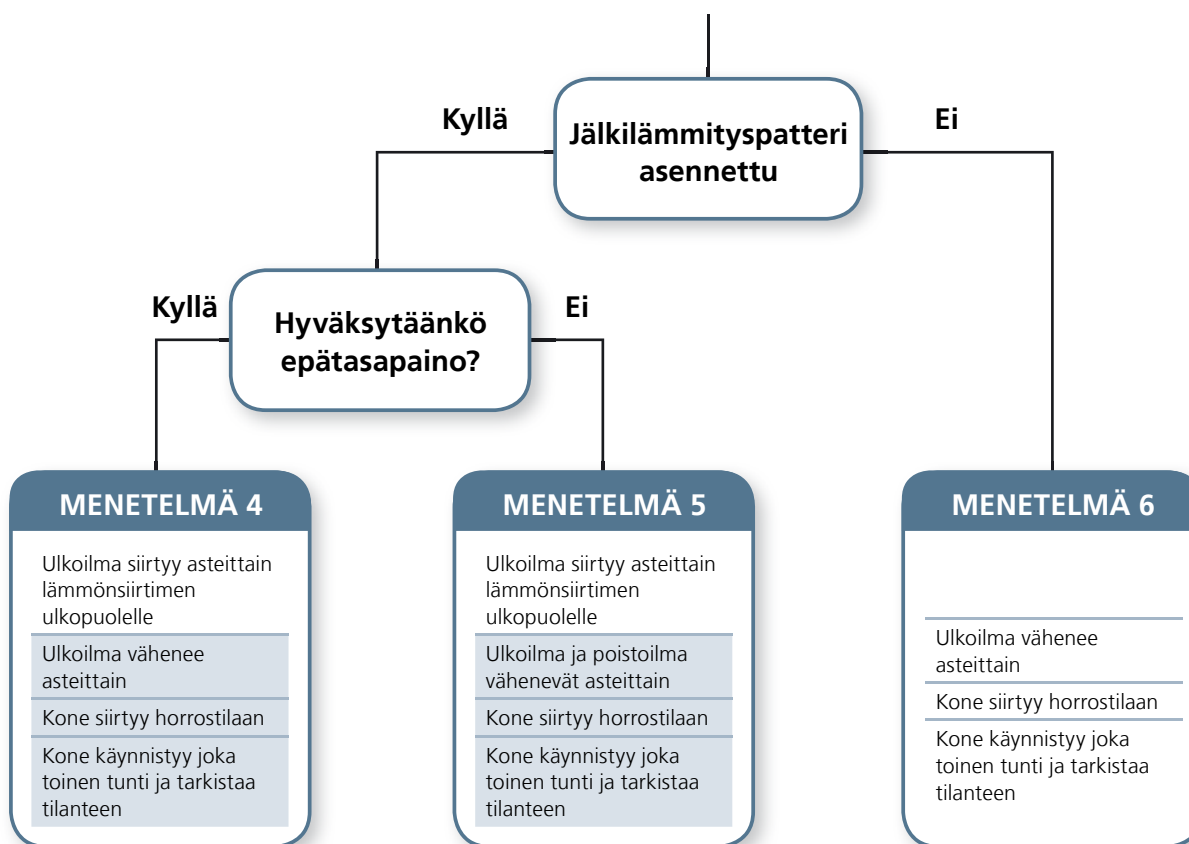 Kyllä
Jälkilämmityspatteri
asennettu
Ei
Kyllä
Hyväksytäänkö
epätasapaino?
Ei
MENETELMÄ 4
Ulkoilma siirtyy asteittain
lämmönsiirtimen
ulkopuolelle
Ulkoilma vähenee
asteittain
Kone siirtyy horrostilaan
Kone käynnistyy joka
toinen tunti ja tarkistaa
tilanteen
MENETELMÄ 5
Ulkoilma siirtyy asteittain
lämmönsiirtimen
ulkopuolelle
Ulkoilma ja poistoilma
vähenevät asteittain
Kone siirtyy horrostilaan
Kone käynnistyy joka
toinen tunti ja tarkistaa
tilanteen
MENETELMÄ 6
Ulkoilma vähenee
asteittain
Kone siirtyy horrostilaan
Kone käynnistyy joka
toinen tunti ja tarkistaa
tilanteen